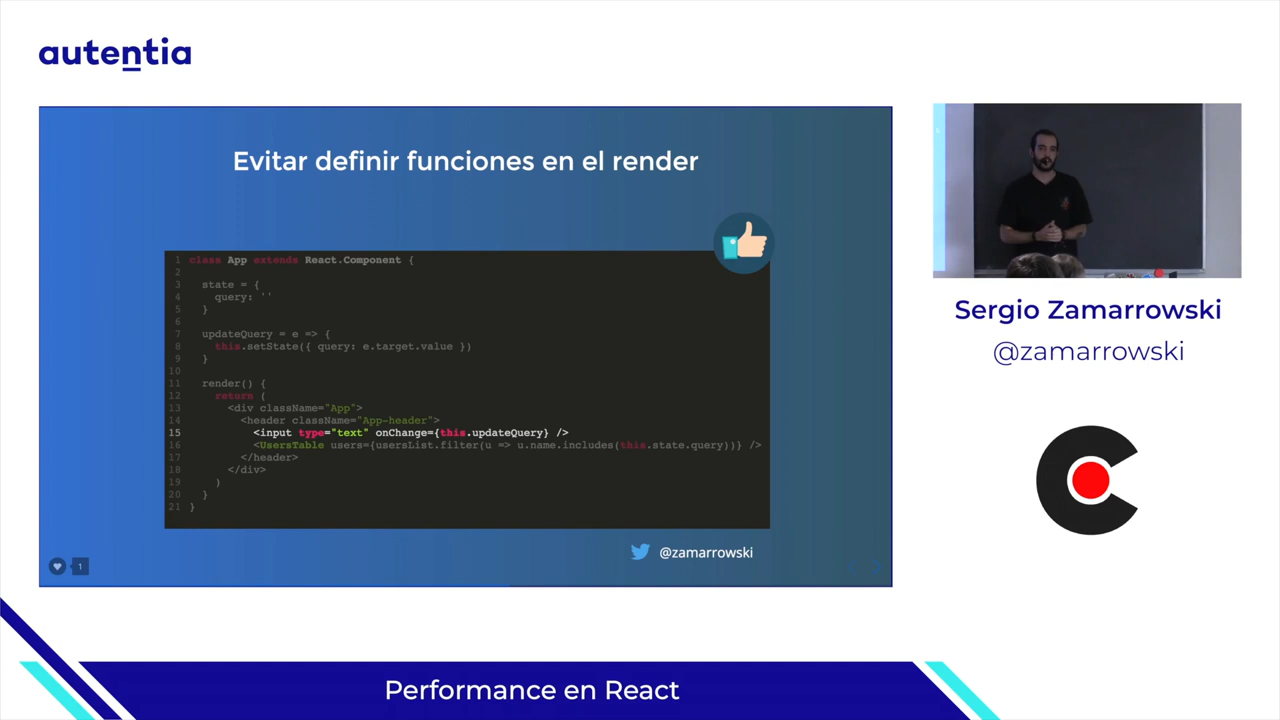 autentia
Evitar definir funciones en el render
1 class App extends React.Component {
2
3 state = {
4 query: ''
5 }
6
7 updateQuery = e => {
8 this.setState({ query: e.target.value })
9 }
10
11 render() {
12 return (
13 <div className="App">
14 <header className="App-header">
15 <input type="text" onChange={this.updateQuery} />
16 <UsersTable users={usersList.filter(u => u.name.includes(this.state.query))} />
17 </header>
18 </div>
19 )
20 }
21 }
@zamarrowski
1
Sergio Zamarrowski
@zamarrowski
Performance en React